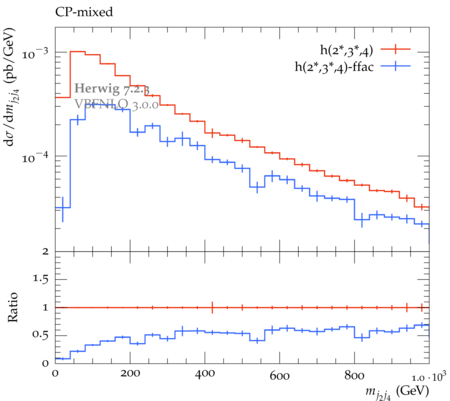 CP-mixed
dσ/dm_{j₂j₄} (pb/GeV)
10⁻³
10⁻⁴
h(2*,3*,4)
h(2*,3*,4)-ffac
Herwig 7.2.3
VBFNLO 3.0.0
Ratio
2
1.5
1
0.5
0
0 200 400 600 800 1.0 · 10³
m_{j₂j₄} (GeV)